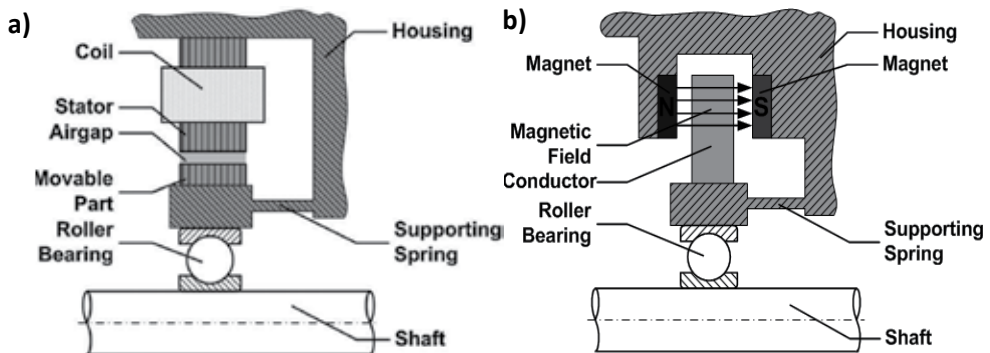 a)
Housing
Coil
Stator
Airgap
Movable
Part
Roller
Bearing
Supporting
Spring
Shaft
b)
Housing
Magnet
Magnet
N
S
Magnetic
Field
Conductor
Roller
Bearing
Supporting
Spring
Shaft